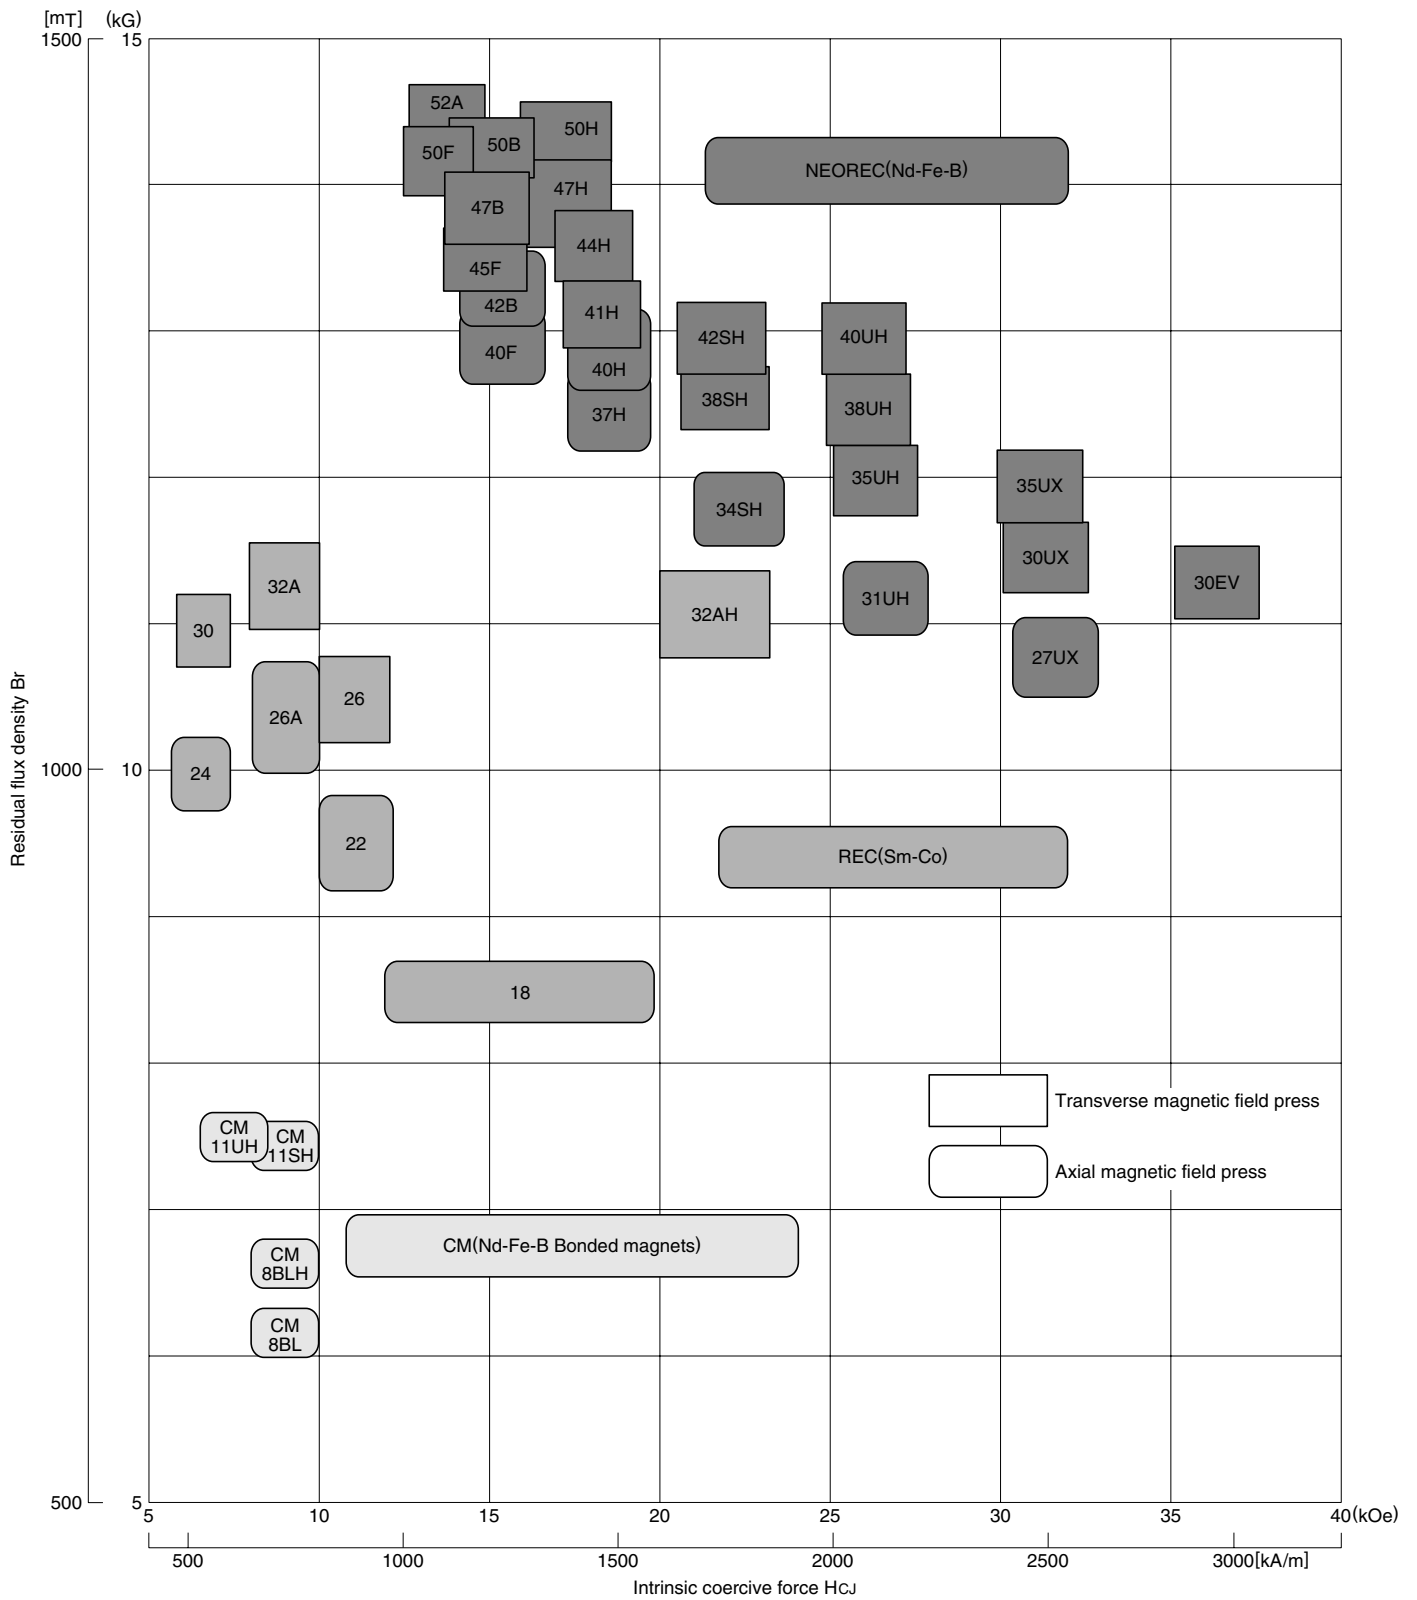 [mT] (kG)
1500 15
52A
50H
50B
50F
NEOREC(Nd-Fe-B)
47H
47B
44H
45F
42B
41H
42SH
40UH
40F
40H
38SH
38UH
37H
35UH
35UX
34SH
30UX
32A
30EV
31UH
32AH
30
27UX
26
26A
Residual flux density Br
1000 10
24
22
REC(Sm-Co)
18
Transverse magnetic field press
CM
11UH
CM
11SH
Axial magnetic field press
CM(Nd-Fe-B Bonded magnets)
CM
8BLH
CM
8BL
500 5
5 10 15 20 25 30 35 40(kOe)
500 1000 1500 2000 2500 3000[kA/m]
Intrinsic coercive force HCJ